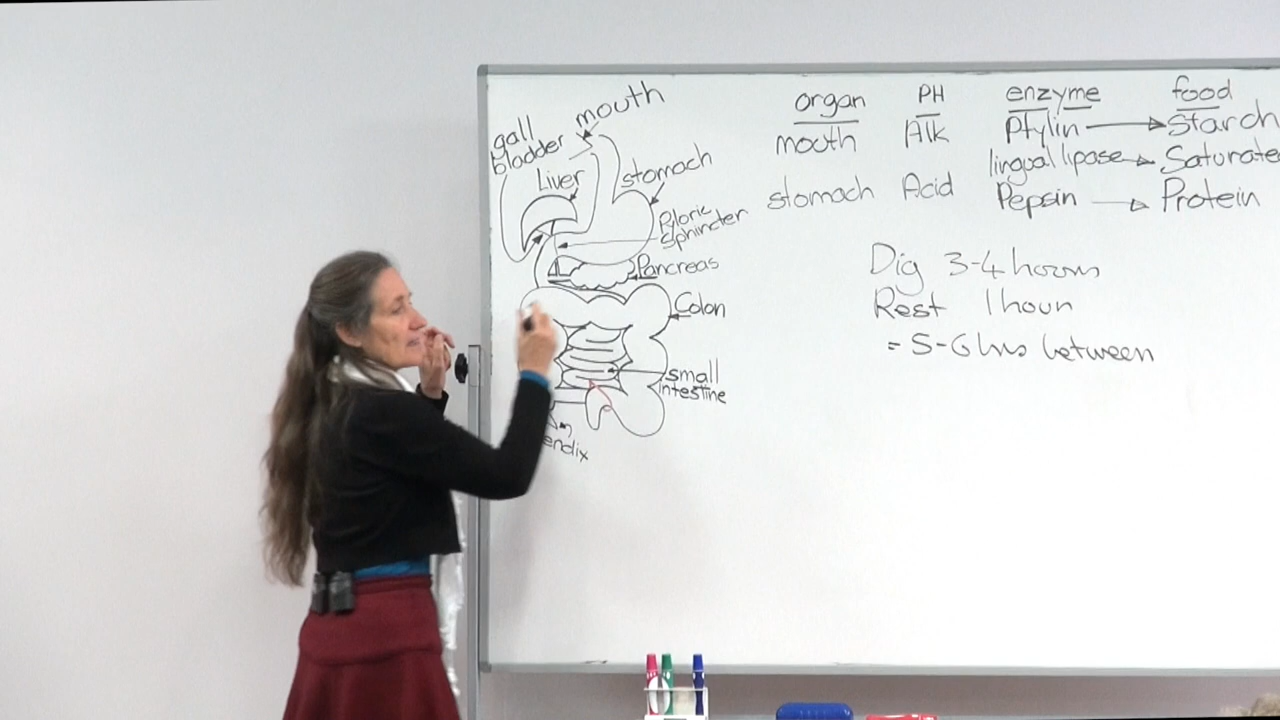 mouth
gall
bladder
Liver
stomach
Pyloric
Sphincter
Pancreas
Colon
small
intestine
endix
organ PH enzyme food
mouth Alk Ptylin Starch
lingual lipase Saturate
stomach Acid Pepsin Protein
Dig 3-4 hours
Rest 1 hour
= 5-6 hrs between